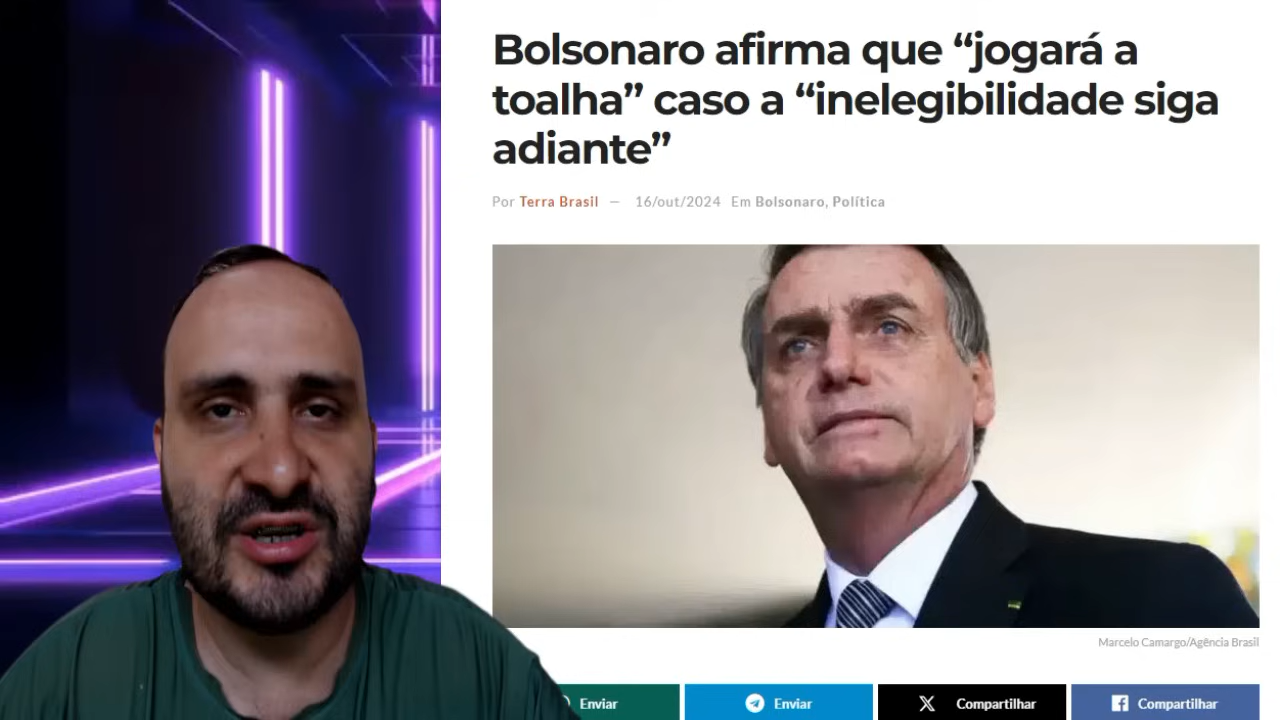 Bolsonaro afirma que “jogará a
toalha” caso a “inelegibilidade siga
adiante”
Por Terra Brasil — 16/out/2024 Em Bolsonaro, Política
Marcelo Camargo/Agência Brasil
Enviar
Enviar
Compartilhar
Compartilhar